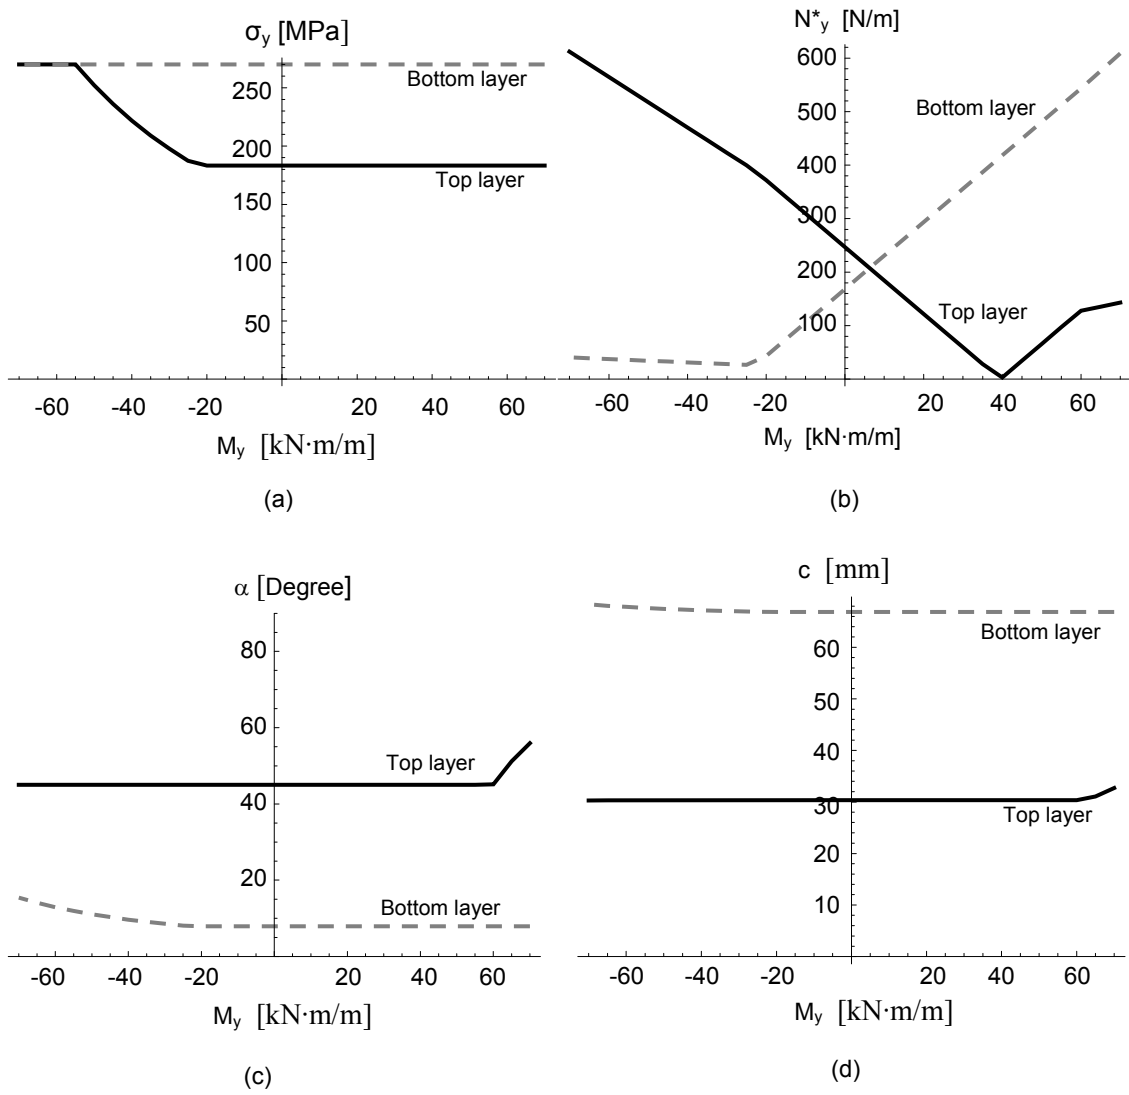 σy [MPa]
250
200
150
100
50
Bottom layer
Top layer
-60 -40 -20 20 40 60
My [kN·m/m]
(a)
N*y [N/m]
600
500
400
300
200
100
Bottom layer
Top layer
-60 -40 -20 20 40 60
My [kN·m/m]
(b)
α [Degree]
80
60
Top layer
40
20
Bottom layer
-60 -40 -20 20 40 60
My [kN·m/m]
(c)
c [mm]
Bottom layer
60
50
40
30
Top layer
20
10
-60 -40 -20 20 40 60
My [kN·m/m]
(d)